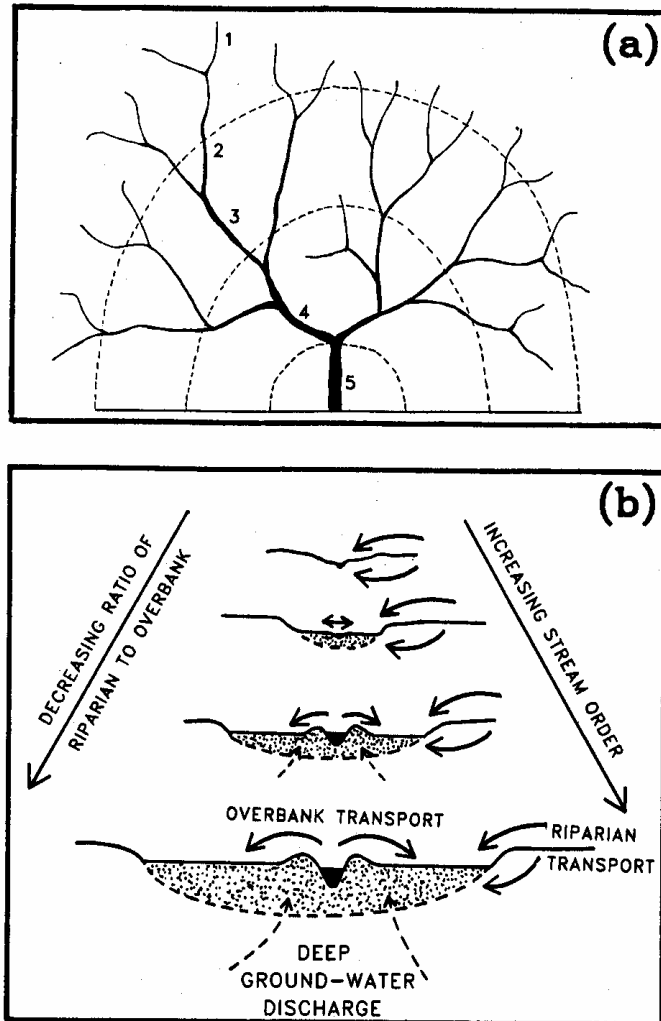 (a)
1
2
3
4
5
(b)
DECREASING RATIO OF
RIPARIAN TO OVERBANK
INCREASING STREAM ORDER
OVERBANK TRANSPORT
RIPARIAN
TRANSPORT
DEEP
GROUND-WATER
DISCHARGE